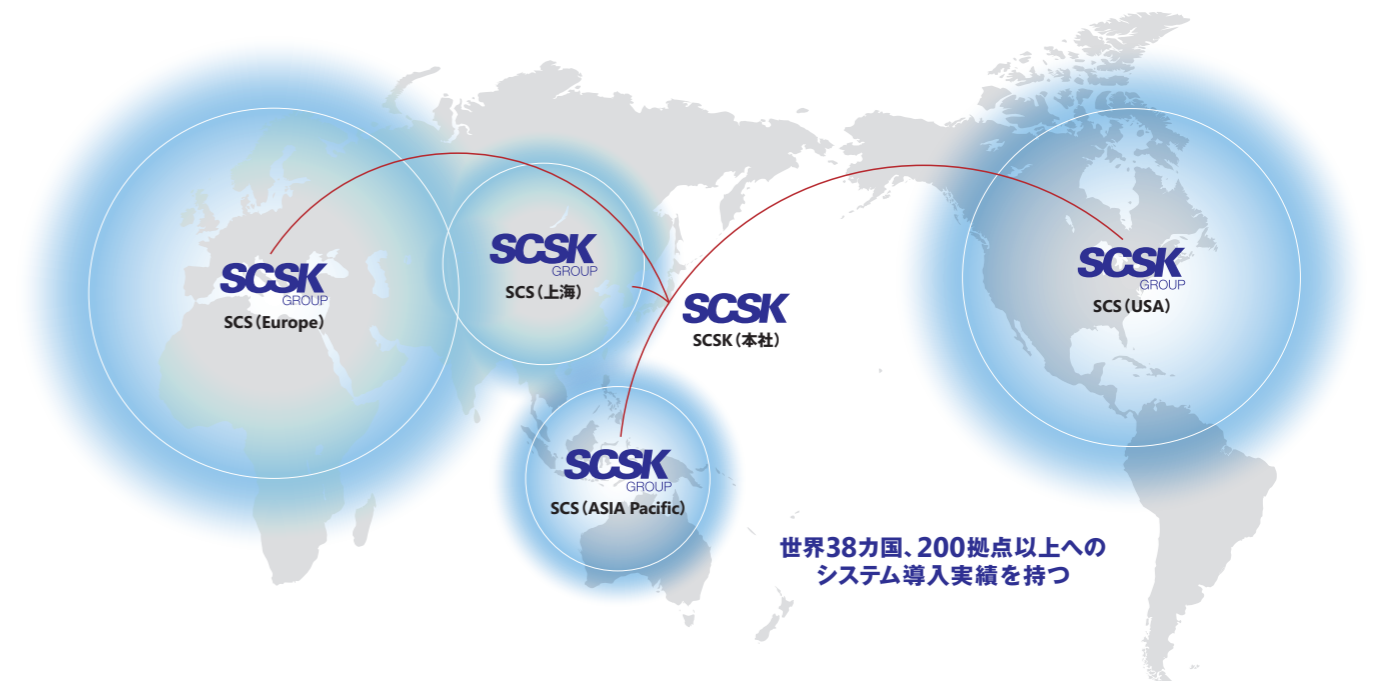 SCSK
GROUP
SCS(Europe)
SCSK
GROUP
SCS(上海)
SCSK
SCSK(本社)
SCSK
GROUP
SCS(USA)
SCSK
GROUP
SCS(ASIA Pacific)
世界38カ国、200拠点以上への
システム導入実績を持つ